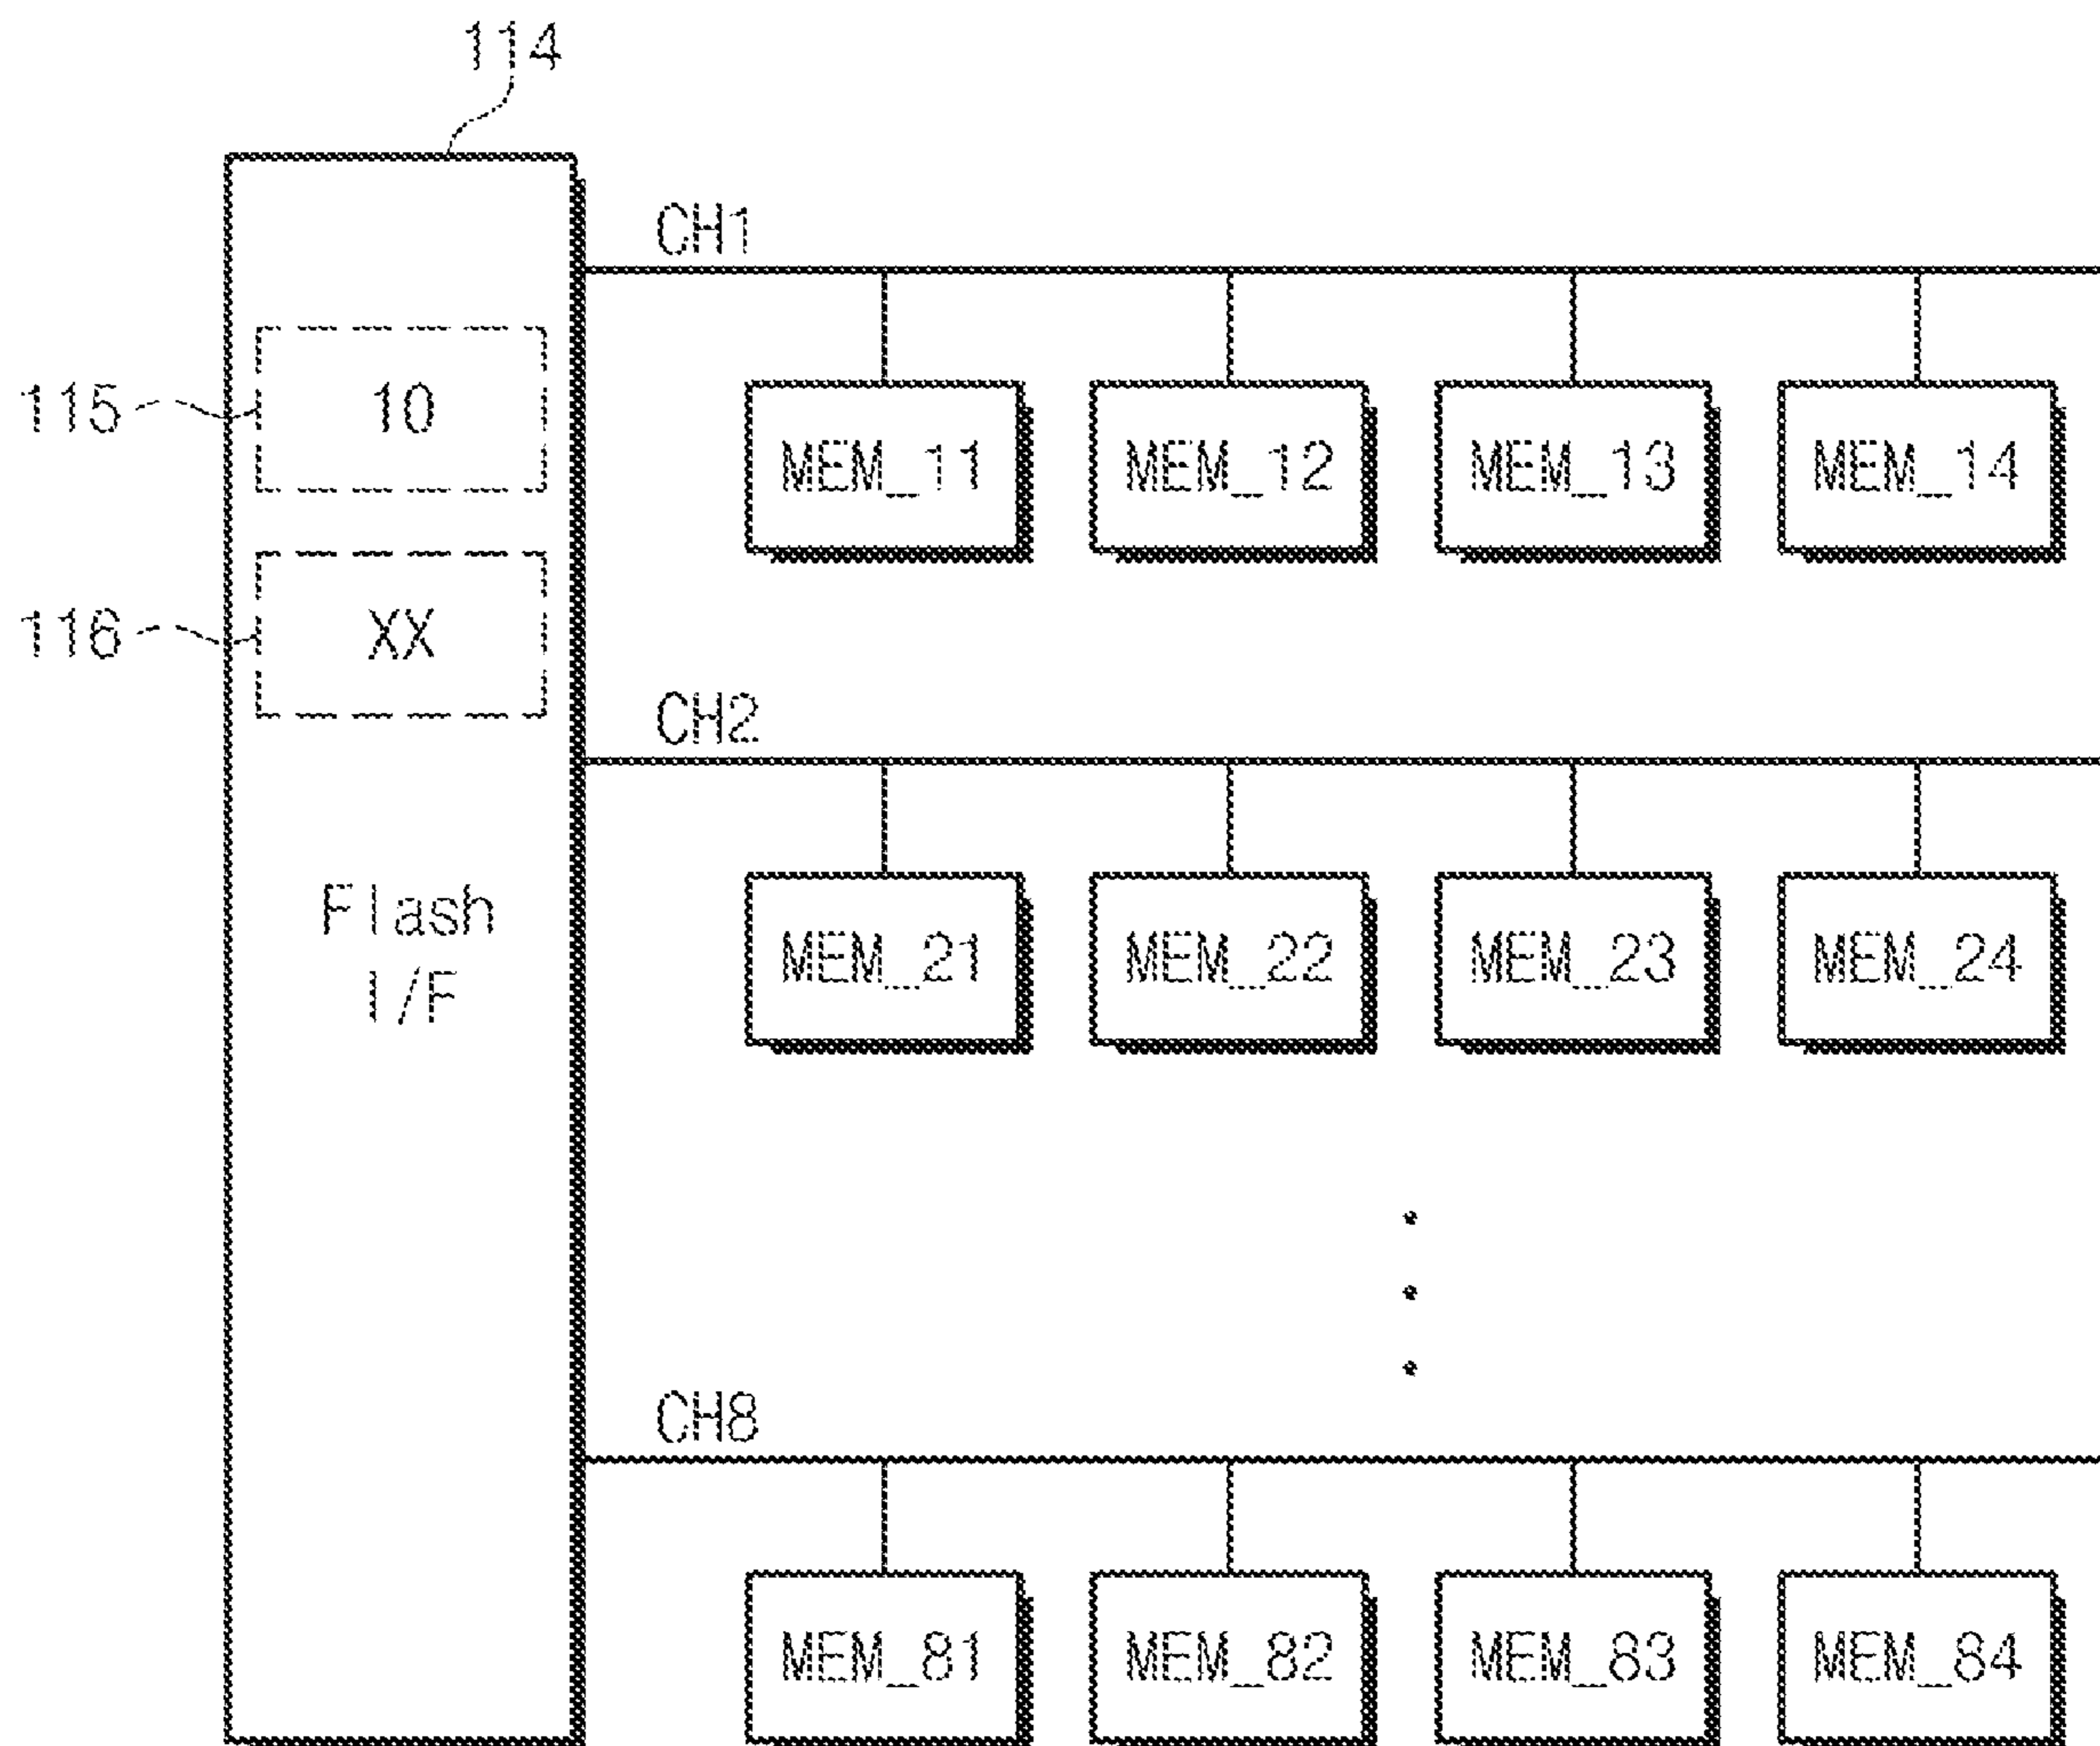 114
CH1
115
10
MEM_11 MEM_12 MEM_13 MEM_14
116
XX
CH2
Flash
I/F
MEM_21 MEM_22 MEM_23 MEM_24
CH8
MEM_81 MEM_82 MEM_83 MEM_84